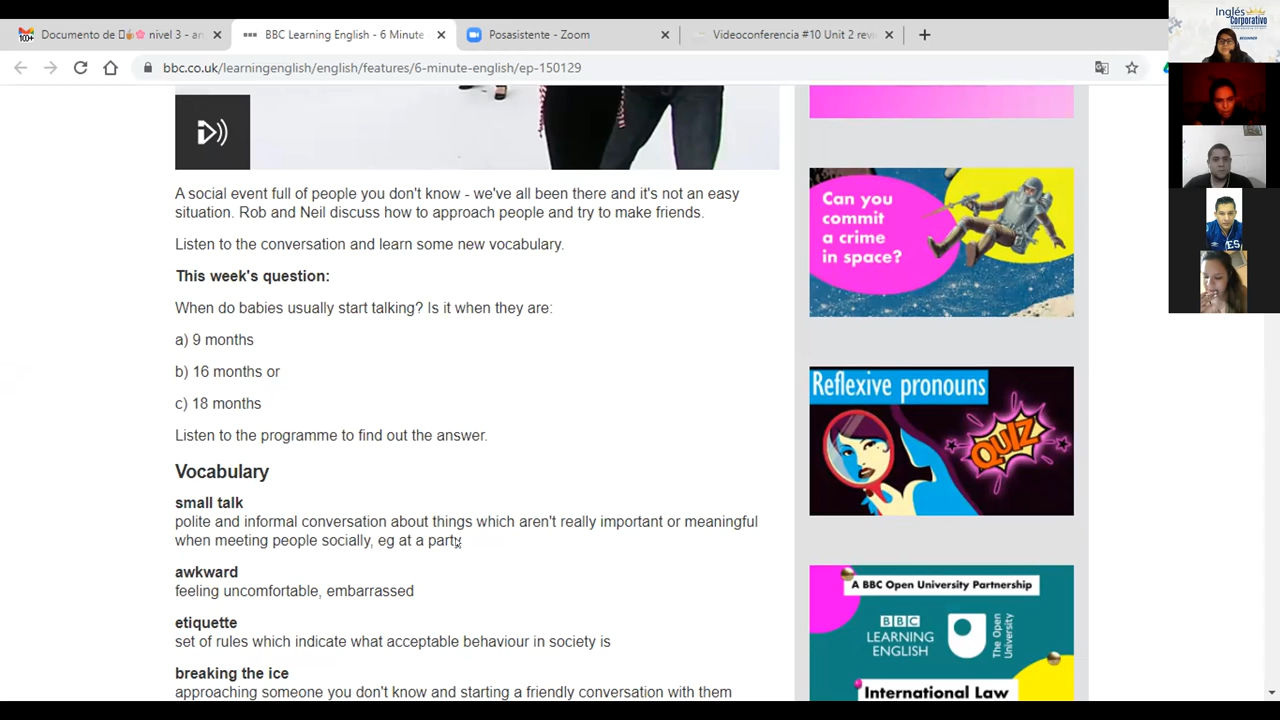 Documento de nivel 3 - an
BBC Learning English - 6 Minute
Posasistente - Zoom
Videoconferencia #10 Unit 2 revi
bbc.co.uk/learningenglish/english/features/6-minute-english/ep-150129
Inglés
Corporativo
BEGINNER
A social event full of people you don't know - we've all been there and it's not an easy
situation. Rob and Neil discuss how to approach people and try to make friends.
Listen to the conversation and learn some new vocabulary.
This week's question:
When do babies usually start talking? Is it when they are:
a) 9 months
b) 16 months or
c) 18 months
Listen to the programme to find out the answer.
Vocabulary
small talk
polite and informal conversation about things which aren't really important or meaningful
when meeting people socially, eg at a party
awkward
feeling uncomfortable, embarrassed
etiquette
set of rules which indicate what acceptable behaviour in society is
breaking the ice
approaching someone you don't know and starting a friendly conversation with them
Can you
commit
a crime
in space?
Reflexive pronouns
QUIZ
A BBC Open University Partnership
BBC
LEARNING
ENGLISH
The Open
University
International Law